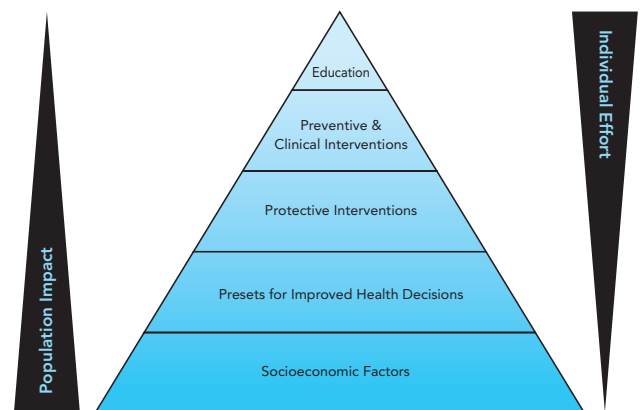 Education
Preventive &
Clinical Interventions
Protective Interventions
Presets for Improved Health Decisions
Socioeconomic Factors
Population Impact
Individual Effort